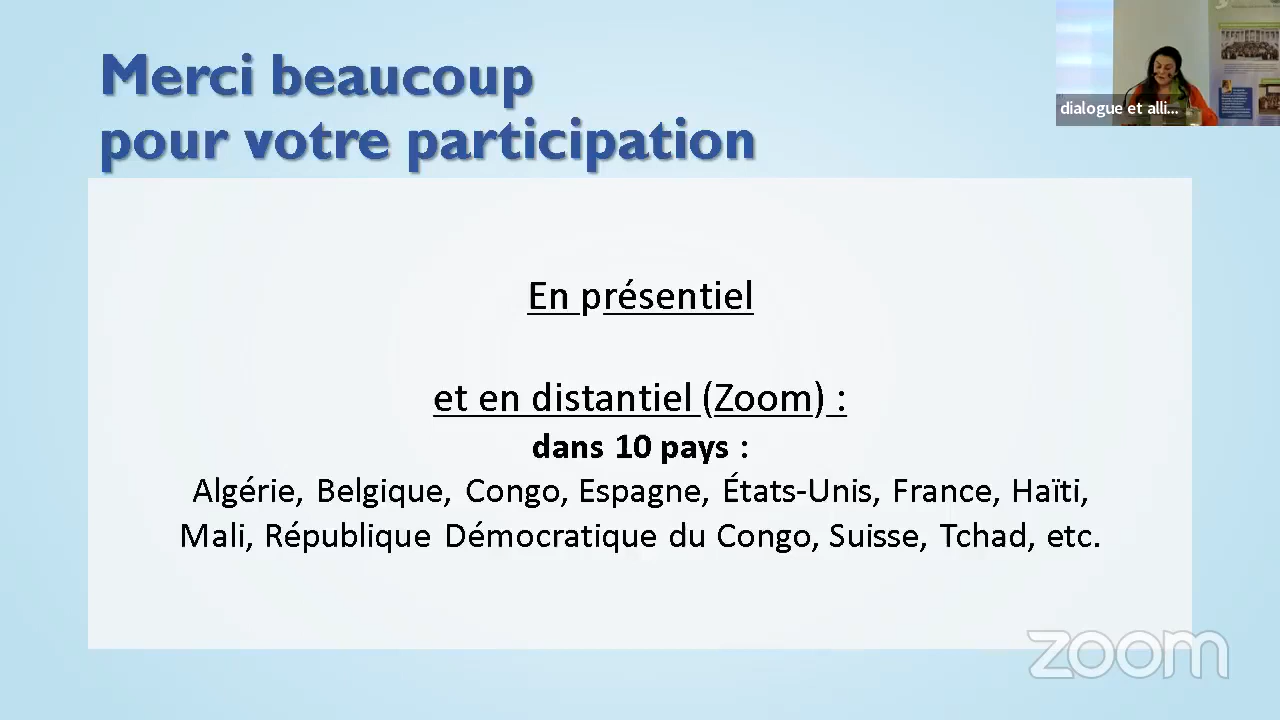 Merci beaucoup
pour votre participation
dialogue et alli...
En présentiel
et en distantiel (Zoom) :
dans 10 pays :
Algérie, Belgique, Congo, Espagne, États-Unis, France, Haïti,
Mali, République Démocratique du Congo, Suisse, Tchad, etc.
zoom